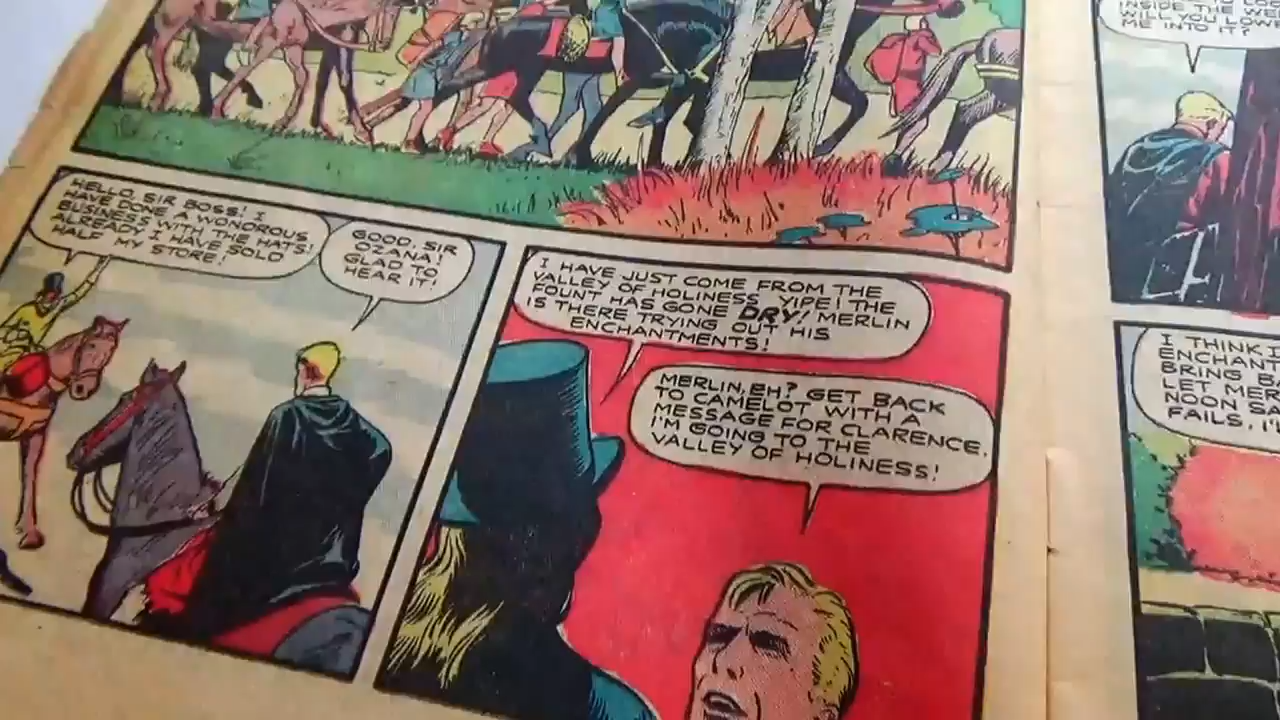 HELLO, SIR BOSS! I
HAVE DONE A WONDROUS
BUSINESS WITH THE HATS!
ALREADY I HAVE SOLD
HALF MY STORE!
GOOD, SIR
OZANA!
GLAD TO
HEAR IT!
I HAVE JUST COME FROM THE
VALLEY OF HOLINESS. YIPE! THE
FOUNT HAS GONE DRY! MERLIN
IS THERE TRYING OUT HIS
ENCHANTMENTS!
MERLIN, EH? GET BACK
TO CAMELOT WITH A
MESSAGE FOR CLARENCE.
I'M GOING TO THE
VALLEY OF HOLINESS!
INSIDE THE
WILL YOU
ME INTO IT?
I THINK
ENCHANT
BRING
LET MER
NOON
FAILS, I'